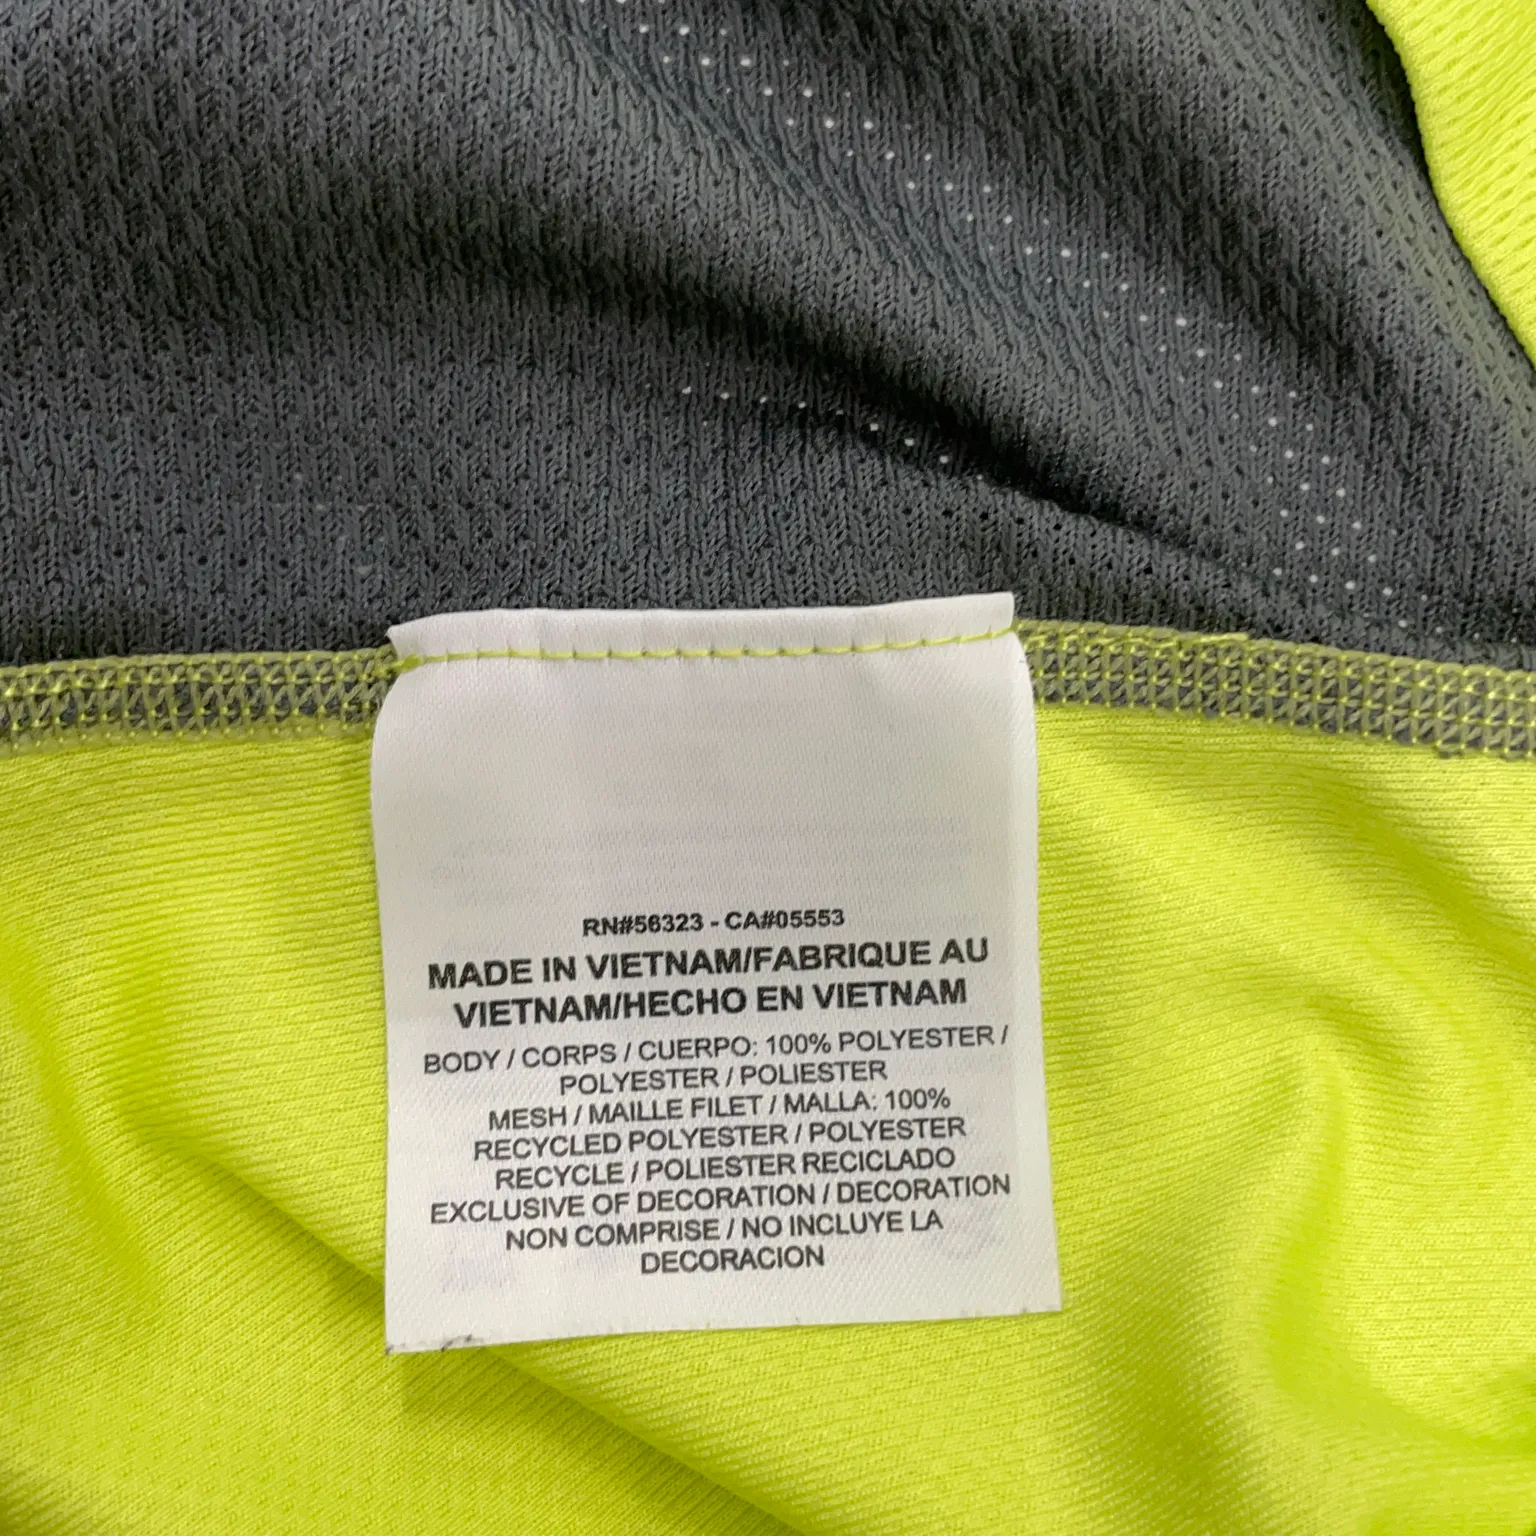 RN#56323 - CA#05553
MADE IN VIETNAM/FABRIQUE AU
VIETNAM/HECHO EN VIETNAM
BODY / CORPS / CUERPO: 100% POLYESTER /
POLYESTER / POLIESTER
MESH / MAILLE FILET / MALLA: 100%
RECYCLED POLYESTER / POLYESTER
RECYCLE / POLIESTER RECICLADO
EXCLUSIVE OF DECORATION / DECORATION
NON COMPRISE / NO INCLUYE LA
DECORACION